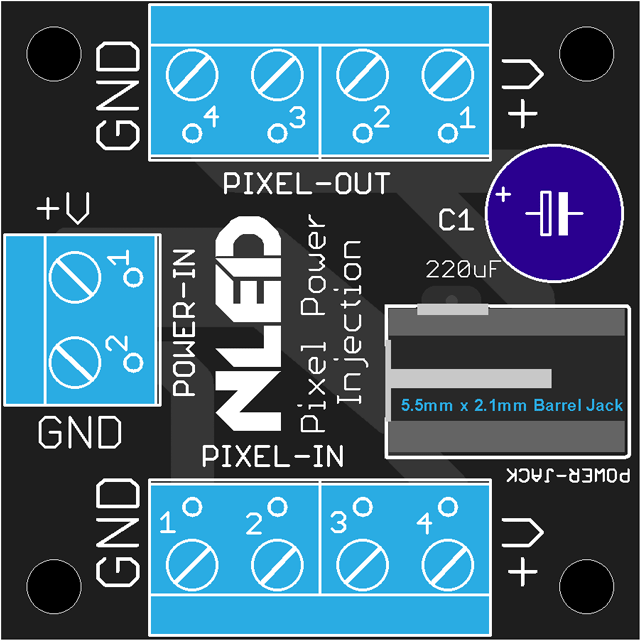 GND
4 3 2 1
+V
PIXEL-OUT
+V
+
C1
220uF
1
2
POWER-IN
GND
NLED
Pixel Power
Injection
5.5mm x 2.1mm Barrel Jack
POWER-JACK
PIXEL-IN
GND
1 2 3 4
+V